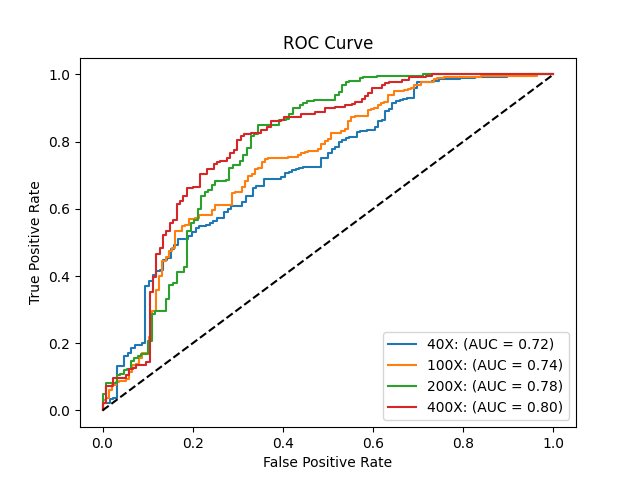 ROC Curve
1.0
0.8
0.6
0.4
0.2
0.0
True Positive Rate
40X: (AUC = 0.72)
100X: (AUC = 0.74)
200X: (AUC = 0.78)
400X: (AUC = 0.80)
0.0 0.2 0.4 0.6 0.8 1.0
False Positive Rate